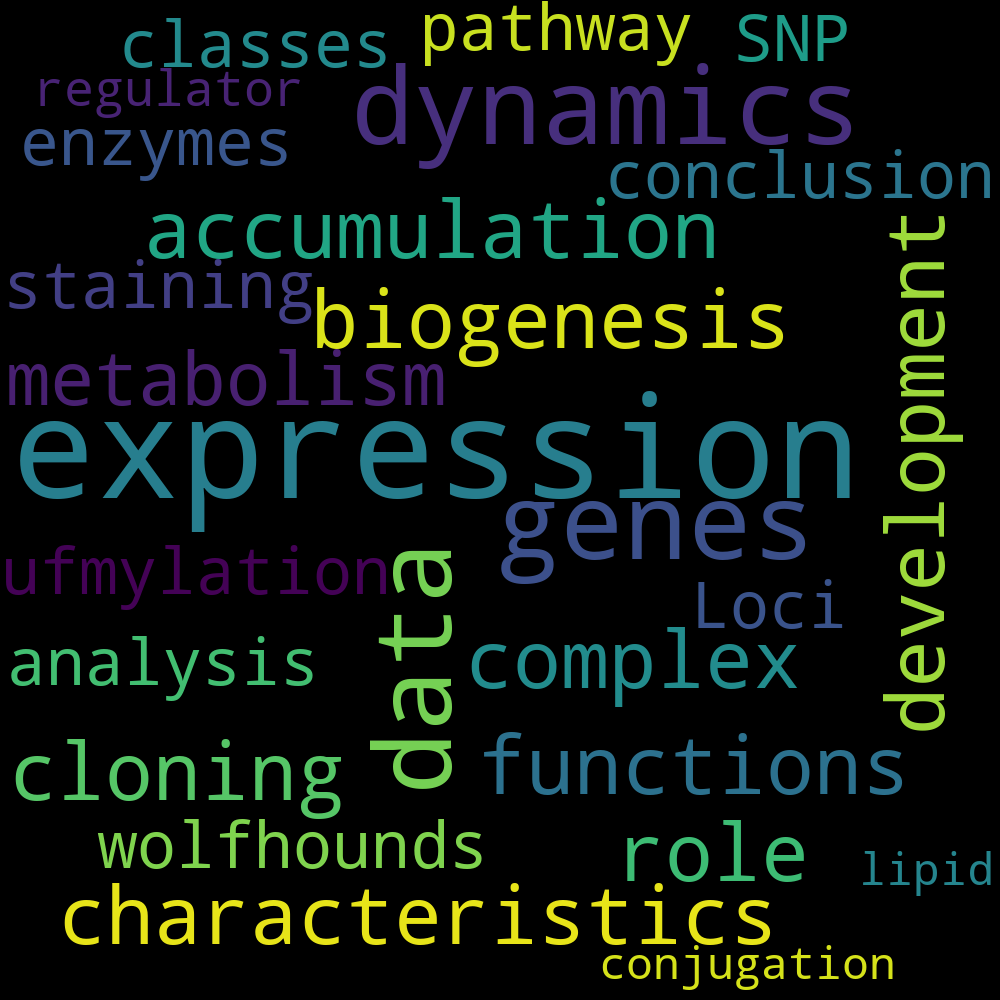 classes
pathway
SNP
regulator
dynamics
enzymes
conclusion
accumulation
development
staining
biogenesis
metabolism
expression
genes
ufmylation
data
Loci
analysis
complex
cloning
functions
wolfhounds
role
lipid
characteristics
conjugation